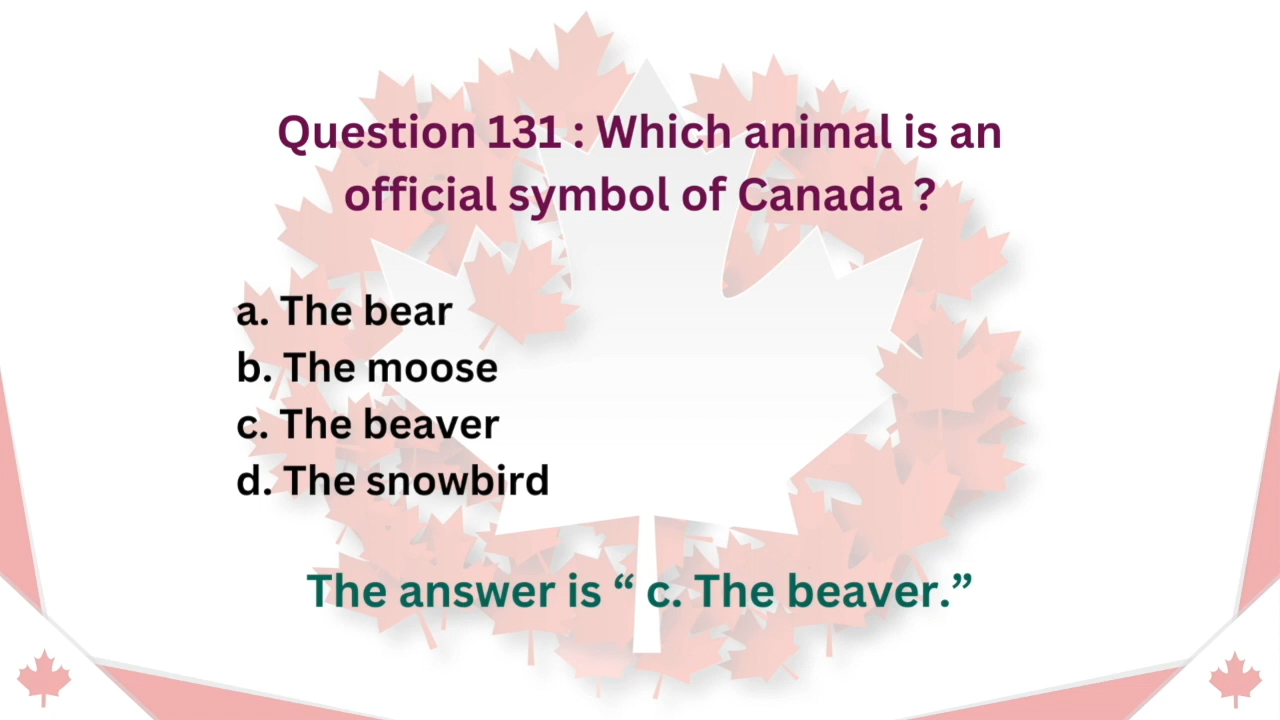 Question 131 : Which animal is an
official symbol of Canada ?
a. The bear
b. The moose
c. The beaver
d. The snowbird
The answer is “ c. The beaver.”